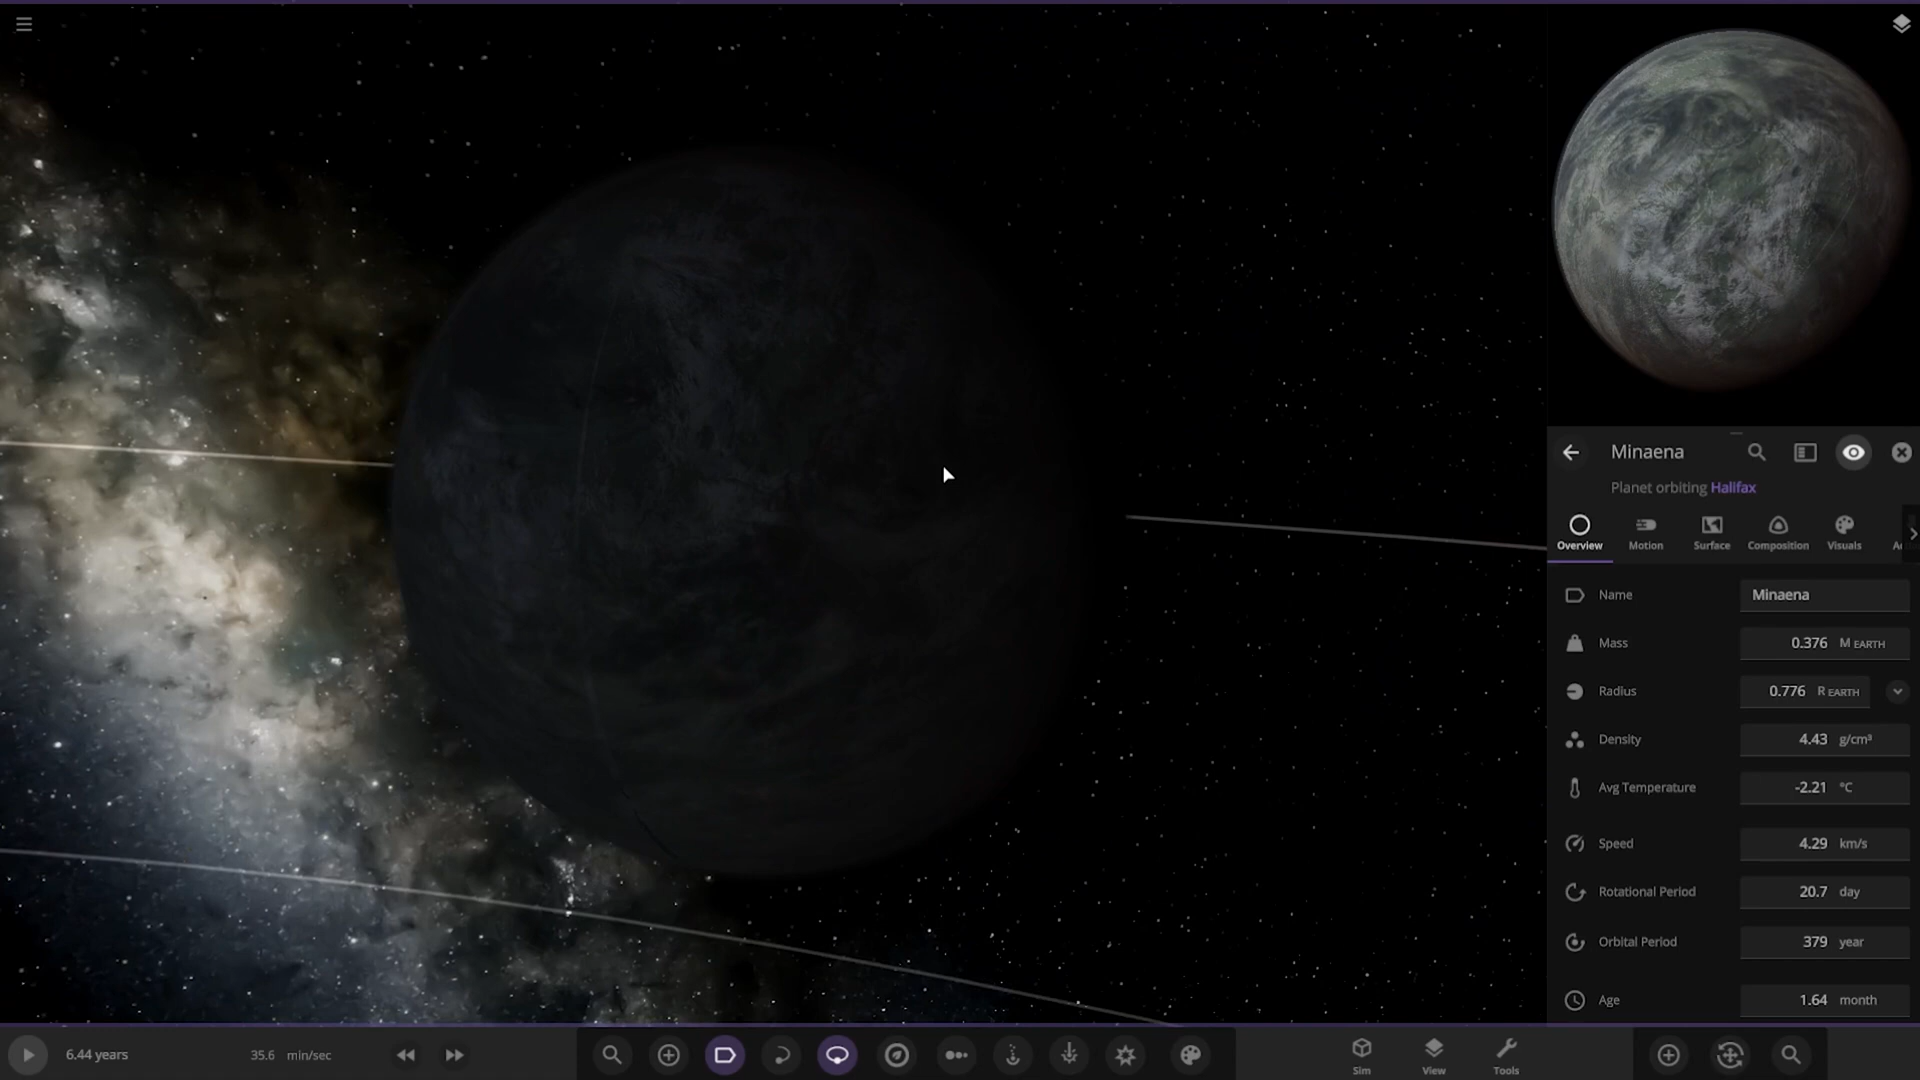 Minaena
Planet orbiting Halifax
Overview
Motion
Surface
Composition
Visuals
Name
Minaena
Mass
0.376 M EARTH
Radius
0.776 R EARTH
Density
4.43 g/cm³
Avg Temperature
-2.21 °C
Speed
4.29 km/s
Rotational Period
20.7 day
Orbital Period
379 year
Age
1.64 month
6.44 years
35.6 min/sec
Sim
View
Tools